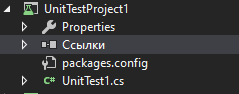 UnitTestProject1
Properties
Ссылки
packages.config
C# UnitTest1.cs